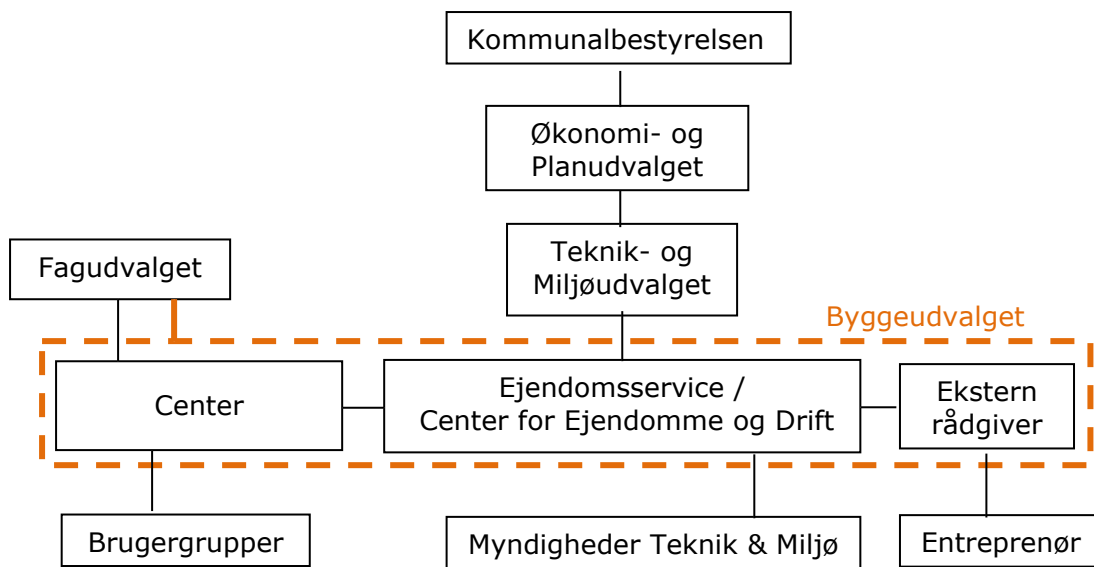 Kommunalbestyrelsen
Økonomi- og
Planudvalget
Teknik- og
Miljøudvalget
Fagudvalget
Byggeudvalget
Center
Ejendomsservice /
Center for Ejendomme og Drift
Ekstern
rådgiver
Brugergrupper
Myndigheder Teknik & Miljø
Entreprenør